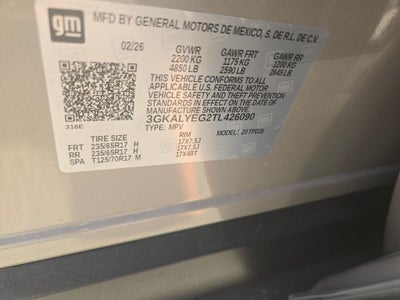 gm
MFD BY GENERAL MOTORS DE MEXICO, S. DE R.L. DE C.V.
02/26 GVWR GAWR FRT GAWR RR
2200 KG 1175 KG 1200 KG
4850 LB 2590 LB 2645 LB
THIS VEHICLE CONFORMS TO ALL APPLICABLE
U.S. FEDERAL MOTOR
VEHICLE SAFETY AND THEFT
PREVENTION STANDARDS IN EFFECT ON THE DATE OF
MANUFACTURE SHOWN ABOVE.
3GKALYEG2TL426090
316E TYPE: MPV MODEL:
TIRE SIZE RIM
FRT 235/65R17 H 17X7.5J
RR 235/65R17 H 17X7.5J
SPA T125/70R17 M 17X4BT